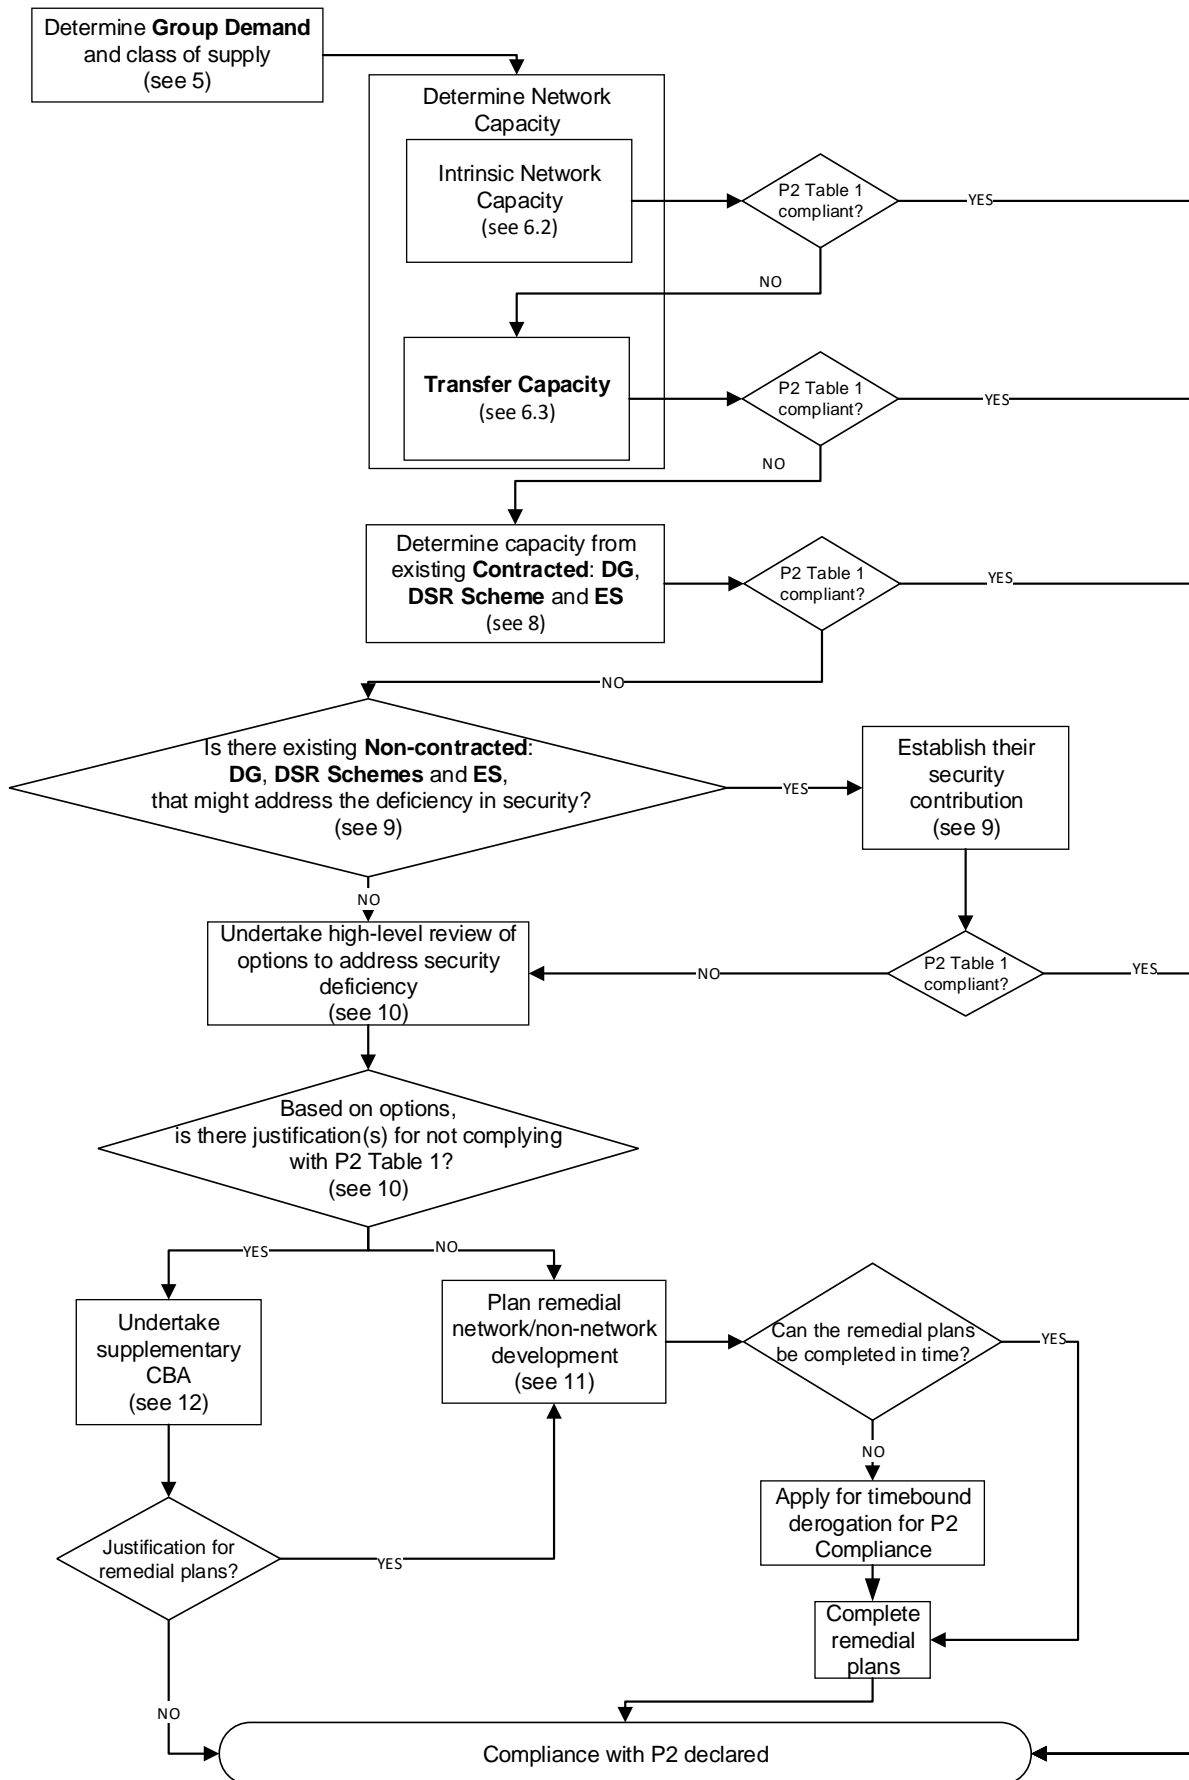 Determine Group Demand
and class of supply
(see 5)
Determine Network
Capacity
Intrinsic Network
Capacity
(see 6.2)
P2 Table 1
compliant?
YES
NO
Transfer Capacity
(see 6.3)
P2 Table 1
compliant?
YES
NO
Determine capacity from
existing Contracted: DG,
DSR Scheme and ES
(see 8)
P2 Table 1
compliant?
YES
NO
Is there existing Non-contracted:
DG, DSR Schemes and ES,
that might address the deficiency in security?
(see 9)
YES
Establish their
security
contribution
(see 9)
NO
Undertake high-level review of
options to address security
deficiency
(see 10)
NO
P2 Table 1
compliant?
YES
Based on options,
is there justification(s) for not complying
with P2 Table 1?
(see 10)
YES
NO
Undertake
supplementary
CBA
(see 12)
Plan remedial
network/non-network
development
(see 11)
Can the remedial plans
be completed in time?
YES
NO
Apply for timebound
derogation for P2
Compliance
Justification for
remedial plans?
YES
Complete
remedial
plans
NO
Compliance with P2 declared